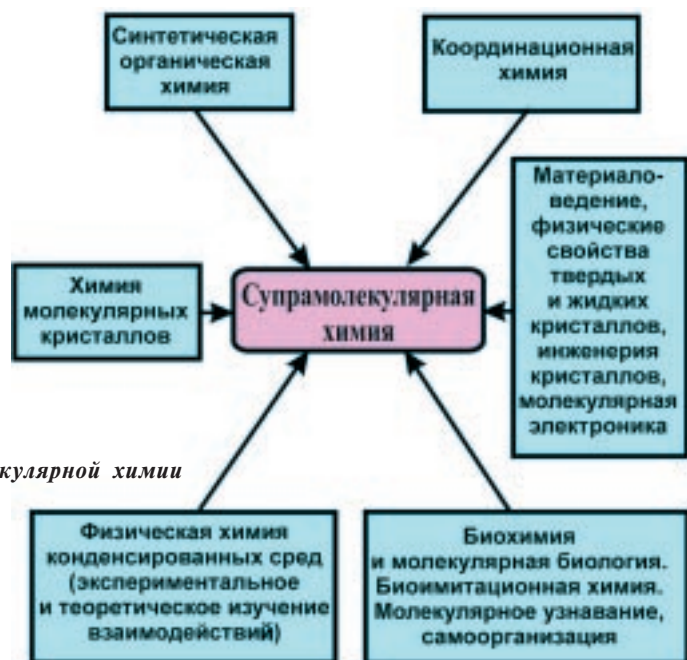 Синтетическая
органическая
химия
Координационная
химия
Материало-
ведение,
физические
свойства
твердых
и жидких
кристаллов,
инженерия
кристаллов,
молекулярная
электроника
Химия
молекулярных
кристаллов
Супрамолекулярная
химия
кулярной химии
Физическая химия
конденсированных сред
(экспериментальное
и теоретическое изучение
взаимодействий)
Биохимия
и молекулярная биология.
Биоимитационная химия.
Молекулярное узнавание,
самоорганизация